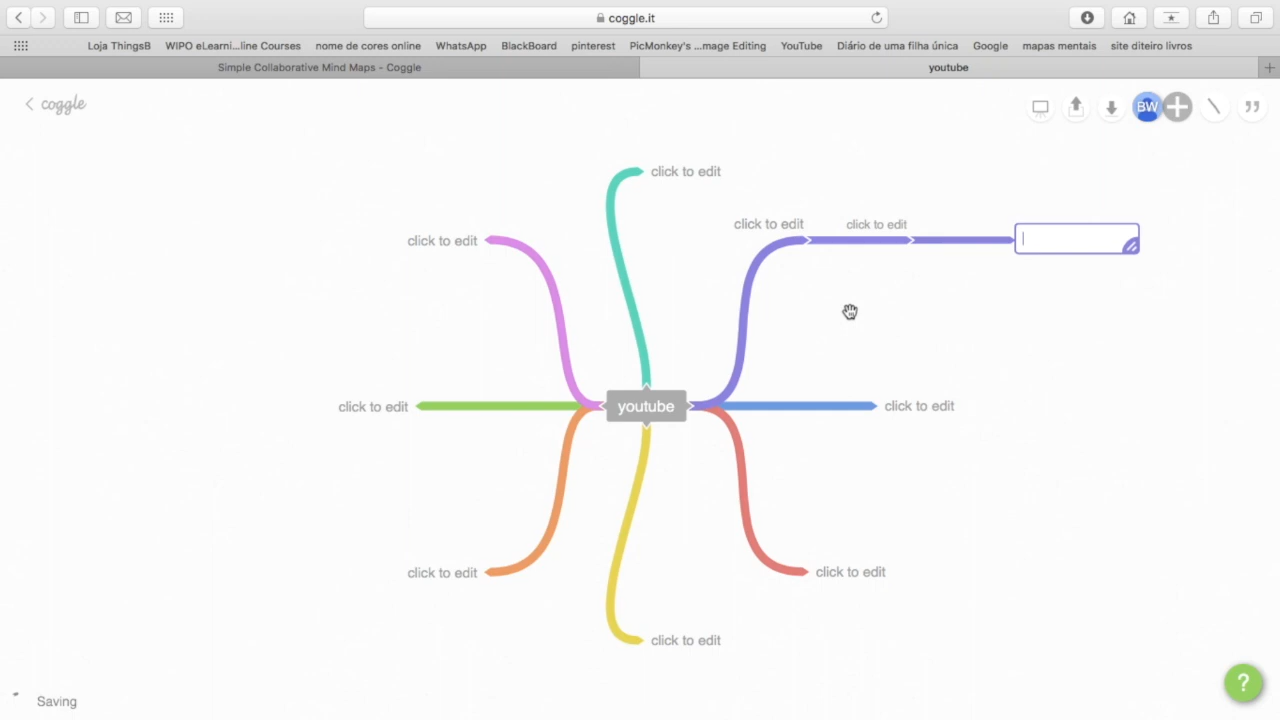 coggle.it
Loja ThingsB WIPO eLearni...line Courses nome de cores online WhatsApp BlackBoard pinterest PicMonkey's ...mage Editing YouTube Diário de uma filha única Google mapas mentais site diteiro livros
Simple Collaborative Mind Maps - Coggle youtube
coggle
BW
click to edit
click to edit click to edit
click to edit
click to edit youtube click to edit
click to edit click to edit
click to edit
Saving
?